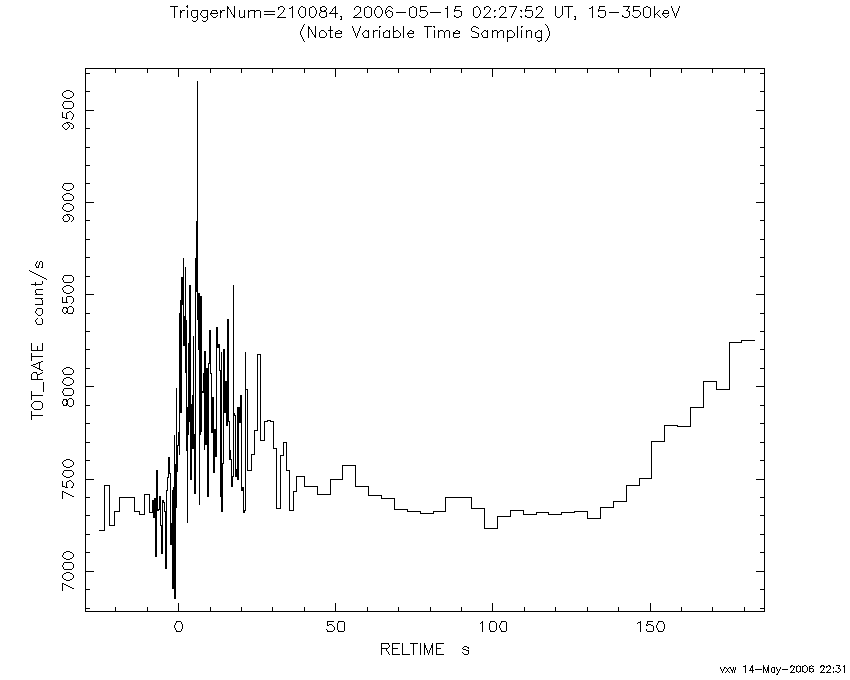 TriggerNum=210084, 2006-05-15 02:27:52 UT, 15-350keV
(Note Variable Time Sampling)
TOT_RATE count/s
9500
9000
8500
8000
7500
7000
0 50 100 150
RELTIME s
vxw 14-May-2006 22:31